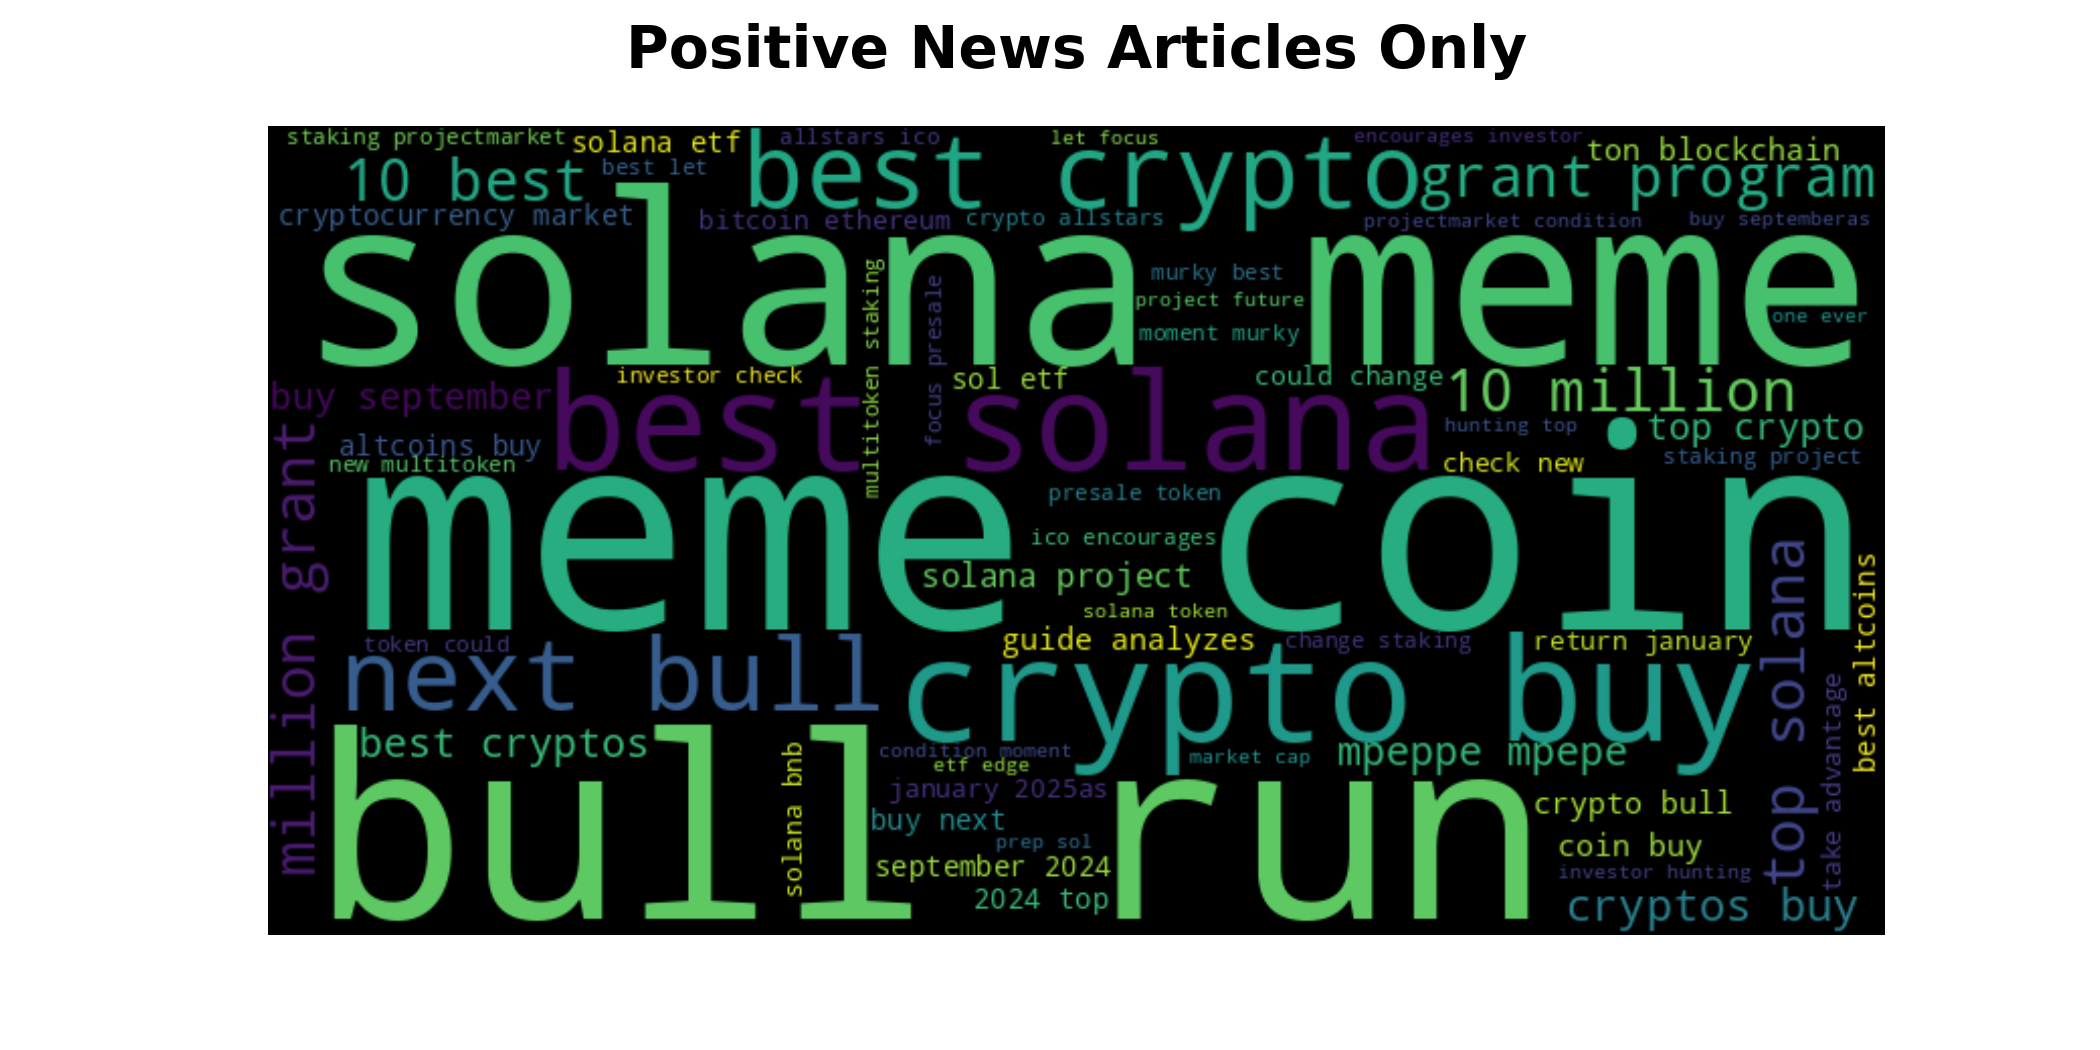 Positive News Articles Only
staking projectmarket
solana etf
allstars ico
let focus
encourages investor
ton blockchain
10 best
best let
best crypto
grant program
cryptocurrency market
bitcoin ethereum
crypto allstars
projectmarket condition
buy septemberas
solana meme
multitoken staking
focus presale
murky best
project future
moment murky
one ever
buy september
investor check
best solana
sol etf
could change
10 million
altcoins buy
hunting top
top crypto
new multitoken
check new
staking project
million grant
meme coin
presale token
ico encourages
solana project
solana token
top solana
best altcoins
token could
guide analyzes
change staking
return january
next bull
crypto buy
take advantage
best cryptos
solana bnb
condition moment
market cap
mpeppe mpepe
etf edge
bull run
january 2025as
crypto bull
buy next
prep sol
coin buy
september 2024
investor hunting
2024 top
cryptos buy